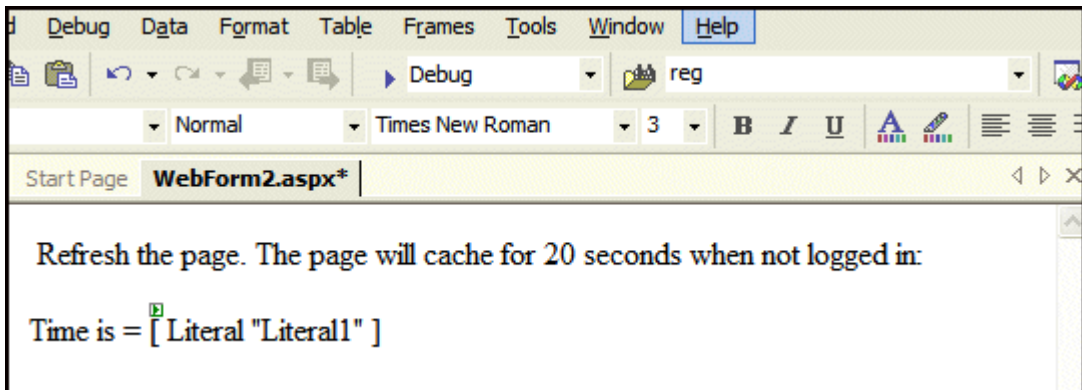 Debug Data Format Table Frames Tools Window Help
Debug reg
Normal Times New Roman 3 B I U A
Start Page WebForm2.aspx*
Refresh the page. The page will cache for 20 seconds when not logged in:
Time is = [ Literal "Literal1" ]